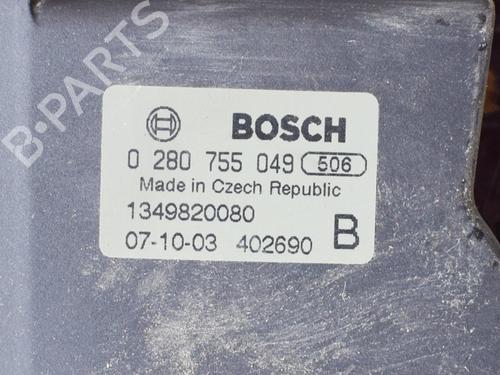 B-PARTS
BOSCH
0 280 755 049 506
Made in Czech Republic
1349820080
07-10-03 402690 B